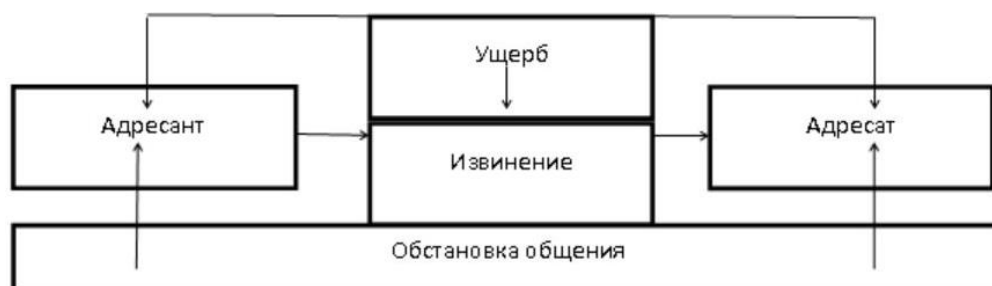 Ущерб
Адресант
Адресат
Извинение
Обстановка общения